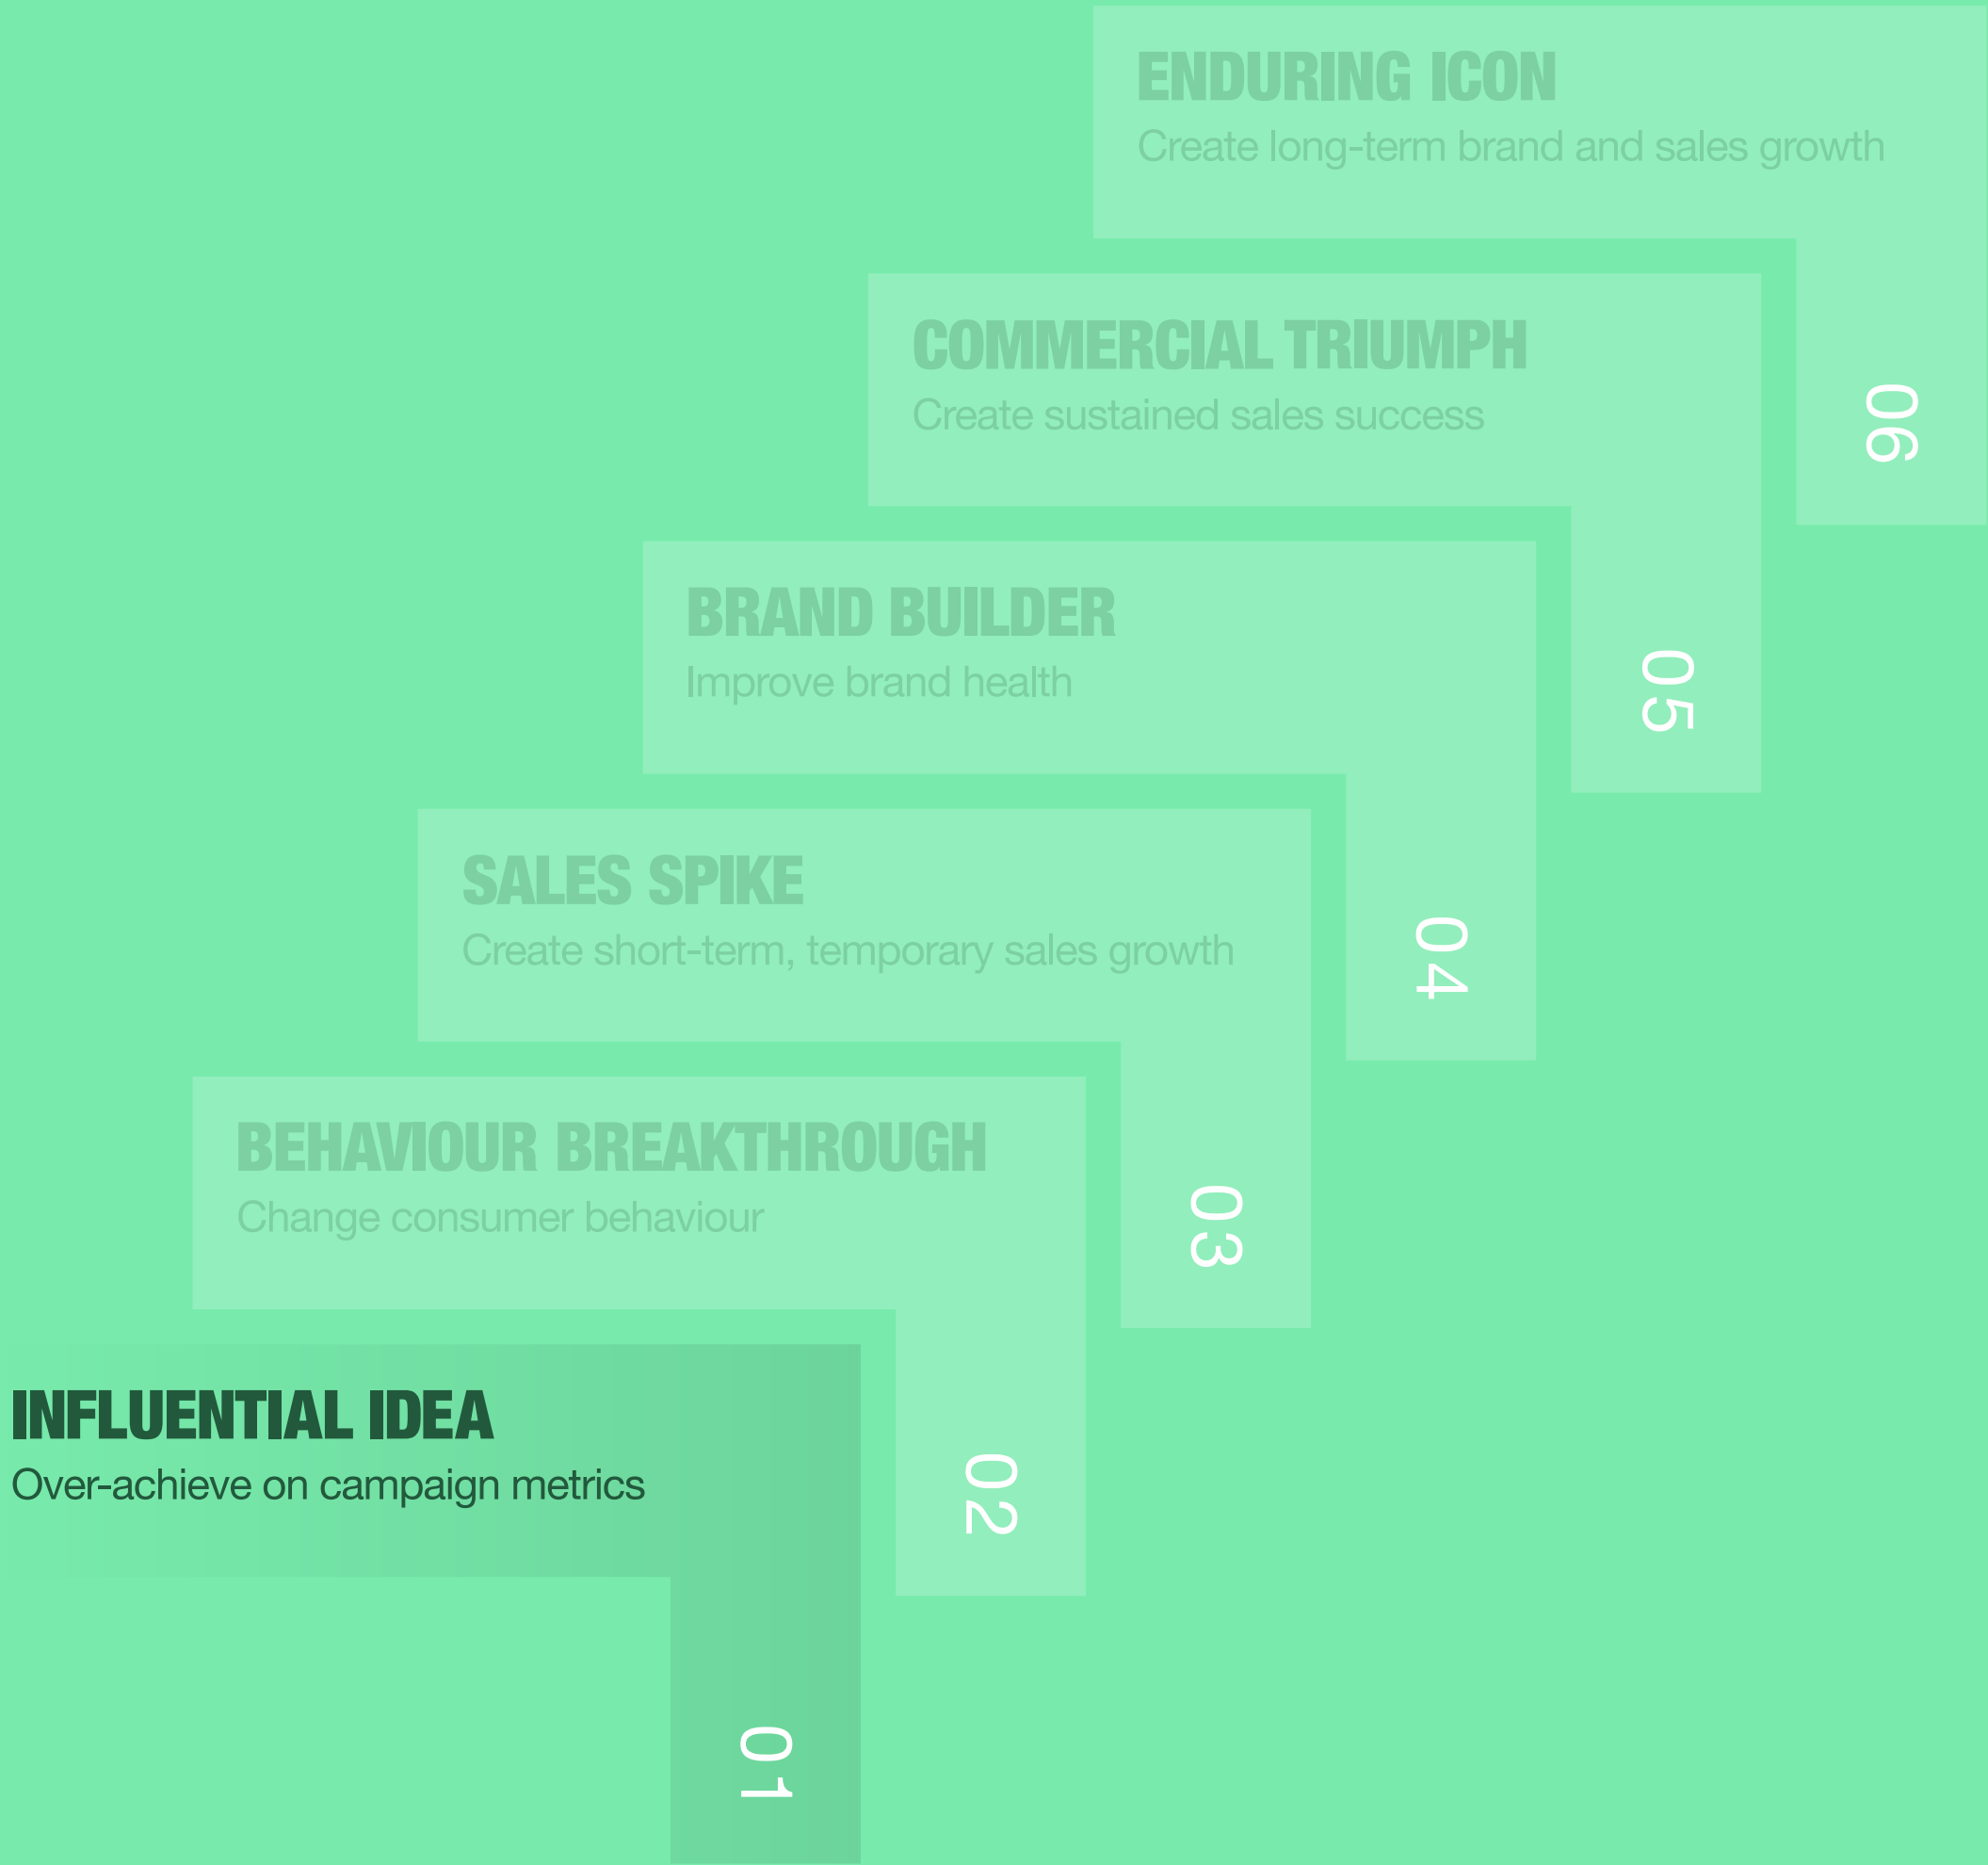 ENDURING ICON
Create long-term brand and sales growth
06
COMMERCIAL TRIUMPH
Create sustained sales success
05
BRAND BUILDER
Improve brand health
04
SALES SPIKE
Create short-term, temporary sales growth
03
BEHAVIOUR BREAKTHROUGH
Change consumer behaviour
02
INFLUENTIAL IDEA
Over-achieve on campaign metrics
01